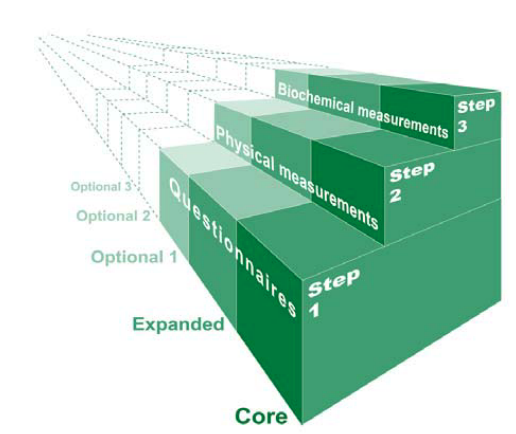 Biochemical measurements
Step
3
Physical measurements
Step
2
Questionnaires
Step
1
Optional 3
Optional 2
Optional 1
Expanded
Core